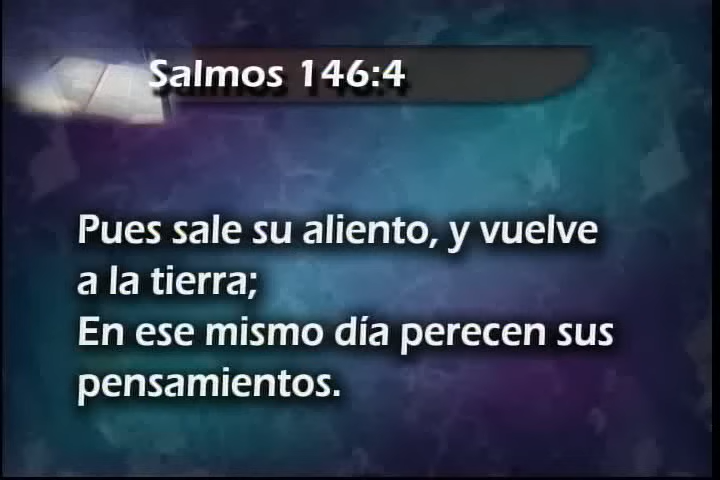 Salmos 146:4
Pues sale su aliento, y vuelve
a la tierra;
En ese mismo día perecen sus
pensamientos.